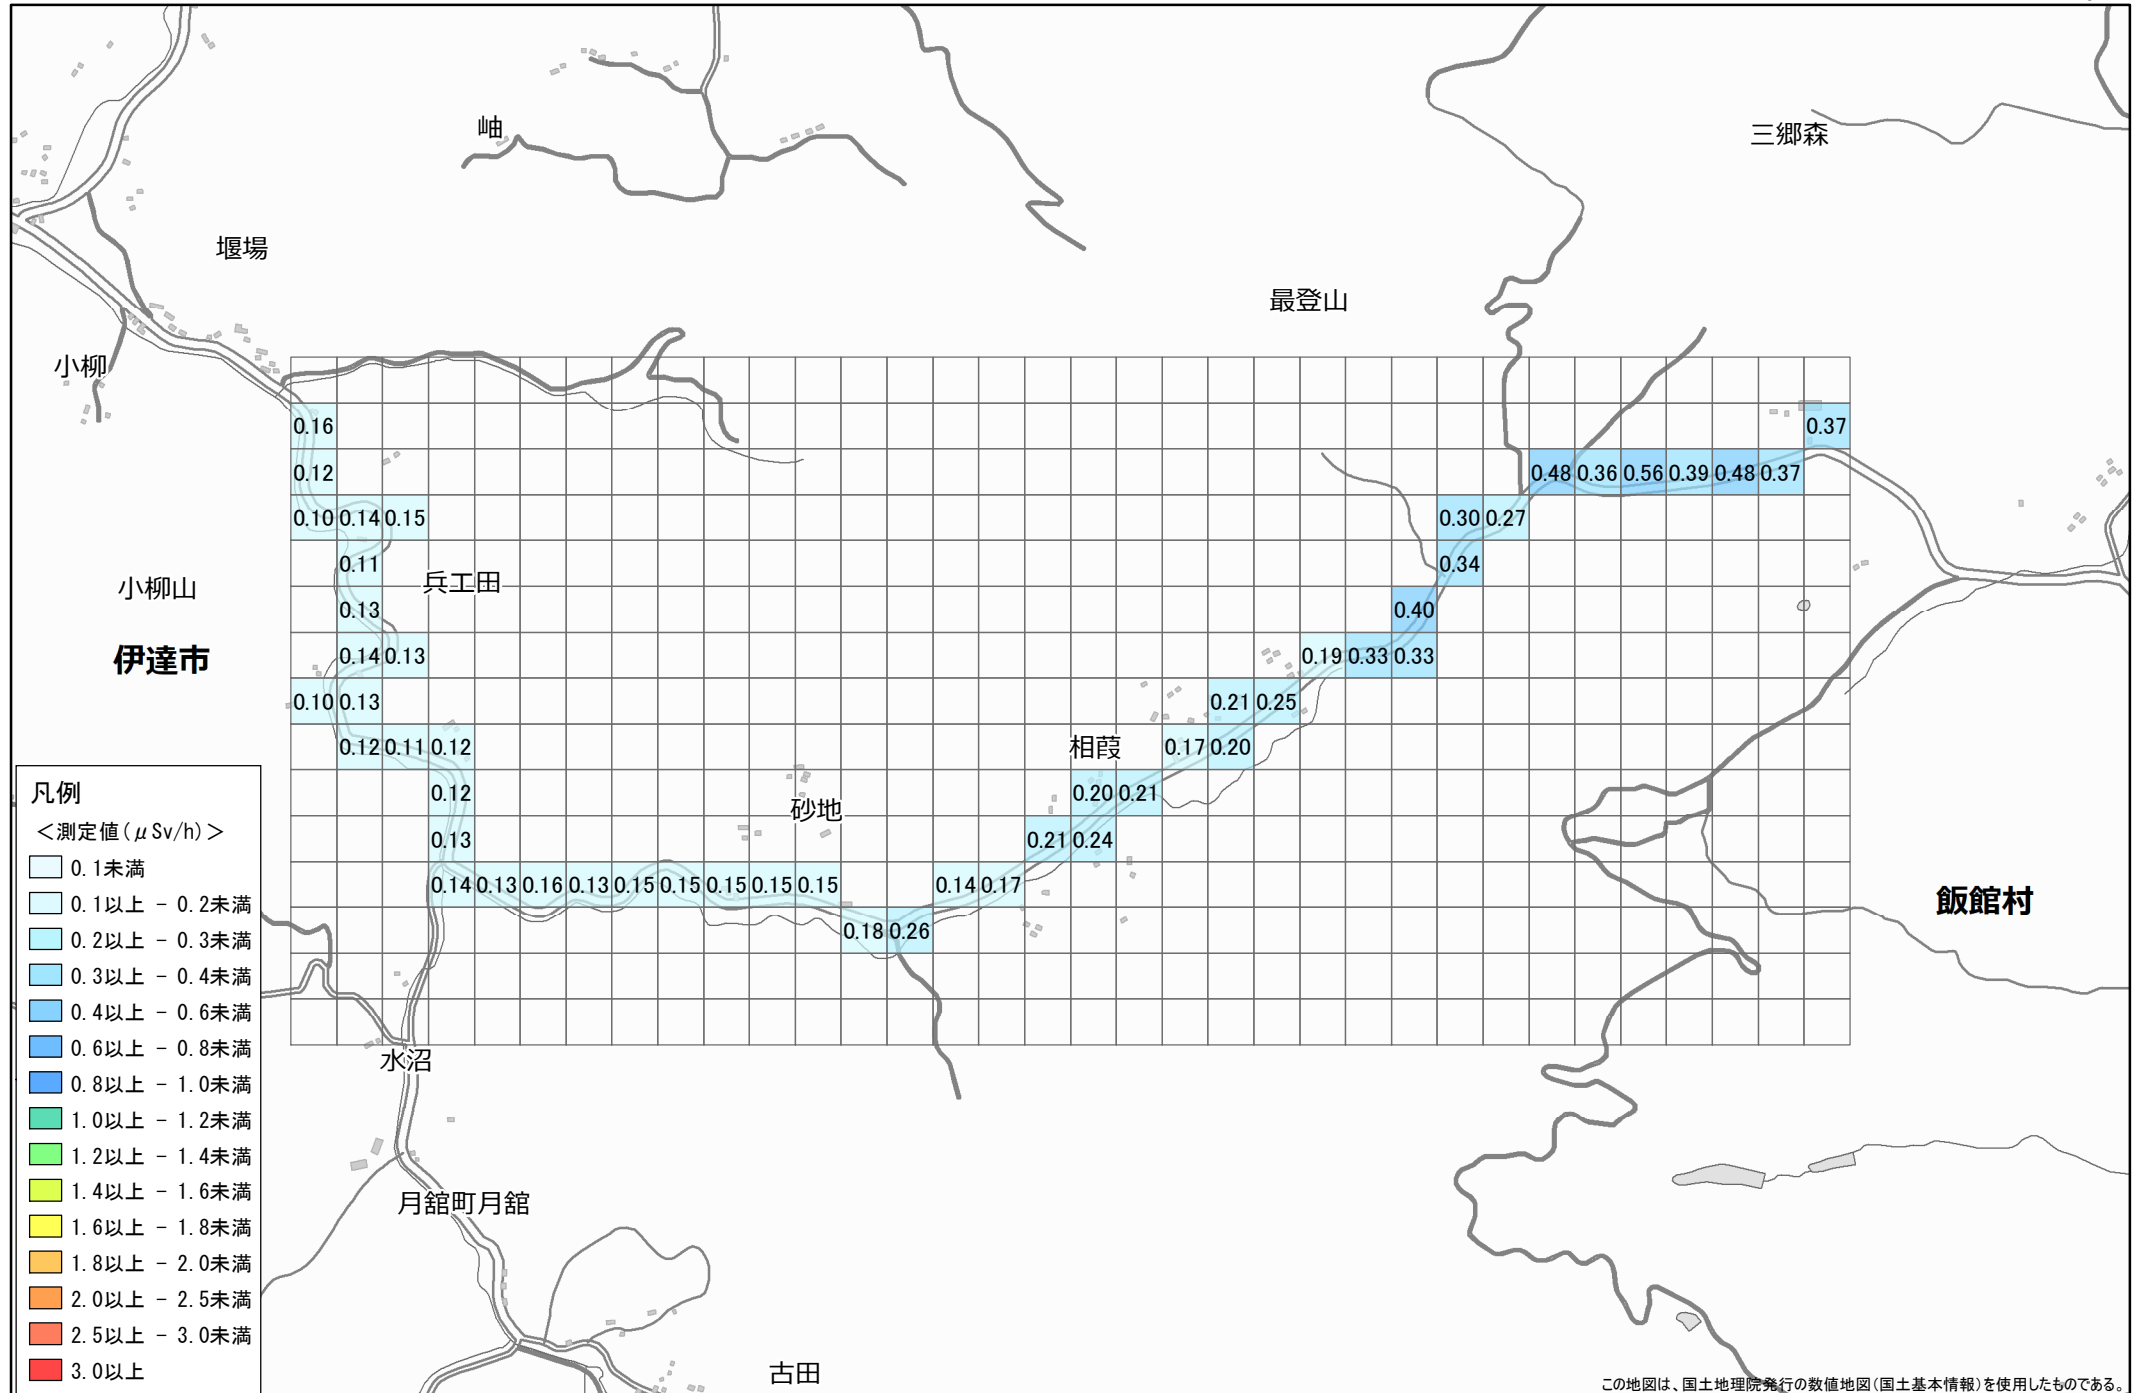 岫
三郷森
堰場
最登山
小柳
0.16
0.37
0.12
0.48 0.36 0.56 0.39 0.48 0.37
0.10 0.14 0.15
0.30 0.27
0.11
0.34
兵工田
小柳山
0.13
0.40
伊達市
0.14 0.13
0.19 0.33 0.33
0.10 0.13
0.21 0.25
0.12 0.11 0.12
相葭
0.17 0.20
0.12
0.20 0.21
砂地
0.13
0.21 0.24
0.14 0.13 0.16 0.13 0.15 0.15 0.15 0.15 0.15
0.14 0.17
飯館村
0.18 0.26
凡例
＜測定値(μSv/h)＞
0.1未満
0.1以上 - 0.2未満
0.2以上 - 0.3未満
0.3以上 - 0.4未満
0.4以上 - 0.6未満
0.6以上 - 0.8未満
0.8以上 - 1.0未満
1.0以上 - 1.2未満
1.2以上 - 1.4未満
1.4以上 - 1.6未満
1.6以上 - 1.8未満
1.8以上 - 2.0未満
2.0以上 - 2.5未満
2.5以上 - 3.0未満
3.0以上
水沼
月舘町月舘
古田
この地図は、国土地理院発行の数値地図(国土基本情報)を使用したものである。